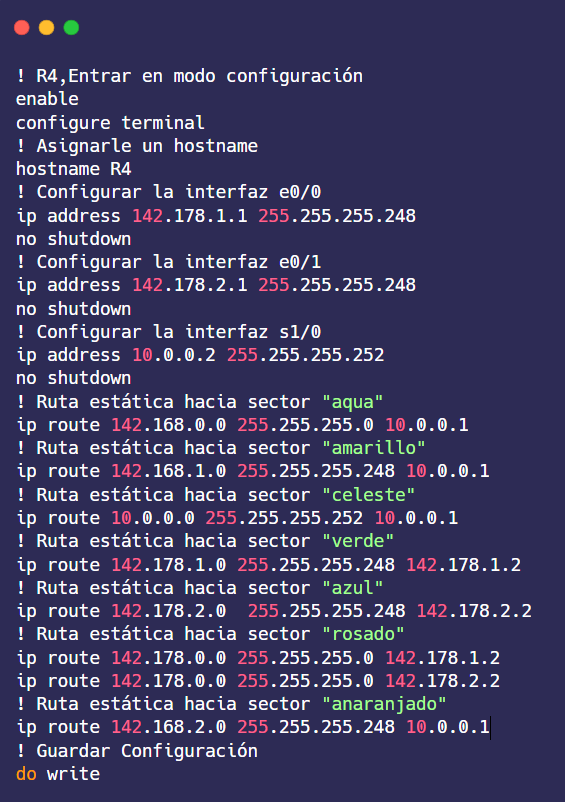 ! R4,Entrar en modo configuración
enable
configure terminal
! Asignarle un hostname
hostname R4
! Configurar la interfaz e0/0
ip address 142.178.1.1 255.255.255.248
no shutdown
! Configurar la interfaz e0/1
ip address 142.178.2.1 255.255.255.248
no shutdown
! Configurar la interfaz s1/0
ip address 10.0.0.2 255.255.255.252
no shutdown
! Ruta estática hacia sector "aqua"
ip route 142.168.0.0 255.255.255.0 10.0.0.1
! Ruta estática hacia sector "amarillo"
ip route 142.168.1.0 255.255.255.248 10.0.0.1
! Ruta estática hacia sector "celeste"
ip route 10.0.0.0 255.255.255.252 10.0.0.1
! Ruta estática hacia sector "verde"
ip route 142.178.1.0 255.255.255.248 142.178.1.2
! Ruta estática hacia sector "azul"
ip route 142.178.2.0  255.255.255.248 142.178.2.2
! Ruta estática hacia sector "rosado"
ip route 142.178.0.0 255.255.255.0 142.178.1.2
ip route 142.178.0.0 255.255.255.0 142.178.2.2
! Ruta estática hacia sector "anaranjado"
ip route 142.168.2.0 255.255.255.248 10.0.0.1
! Guardar Configuración
do write